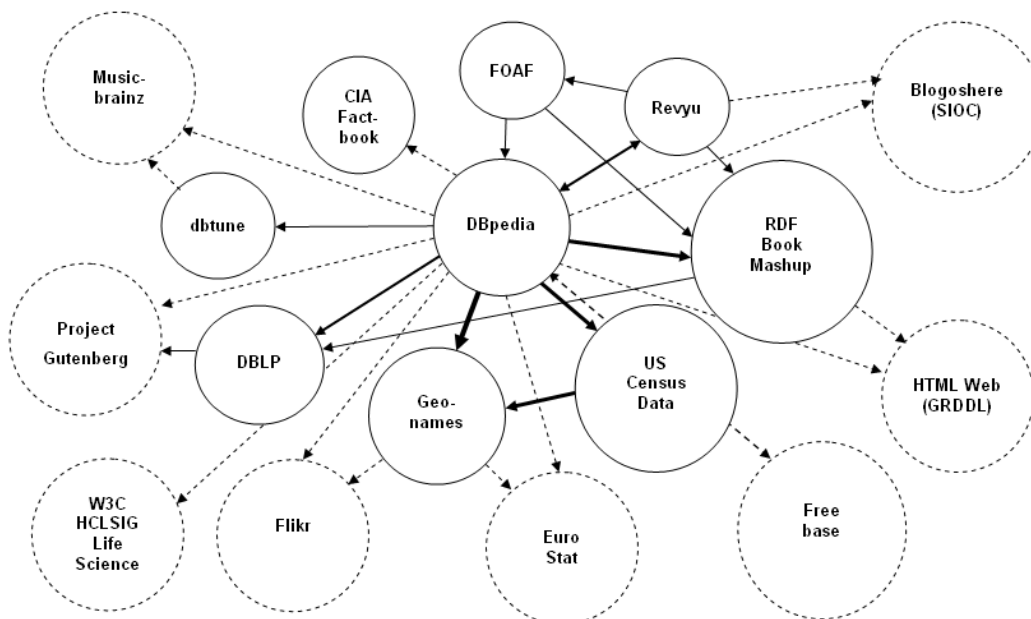 Music-
brainz
CIA
Fact-
book
FOAF
Revyu
Blogoshere
(SIOC)
dbtune
DBpedia
RDF
Book
Mashup
Project
Gutenberg
DBLP
Geo-
names
US
Census
Data
HTML Web
(GRDDL)
W3C
HCLSIG
Life
Science
Flikr
Euro
Stat
Free
base